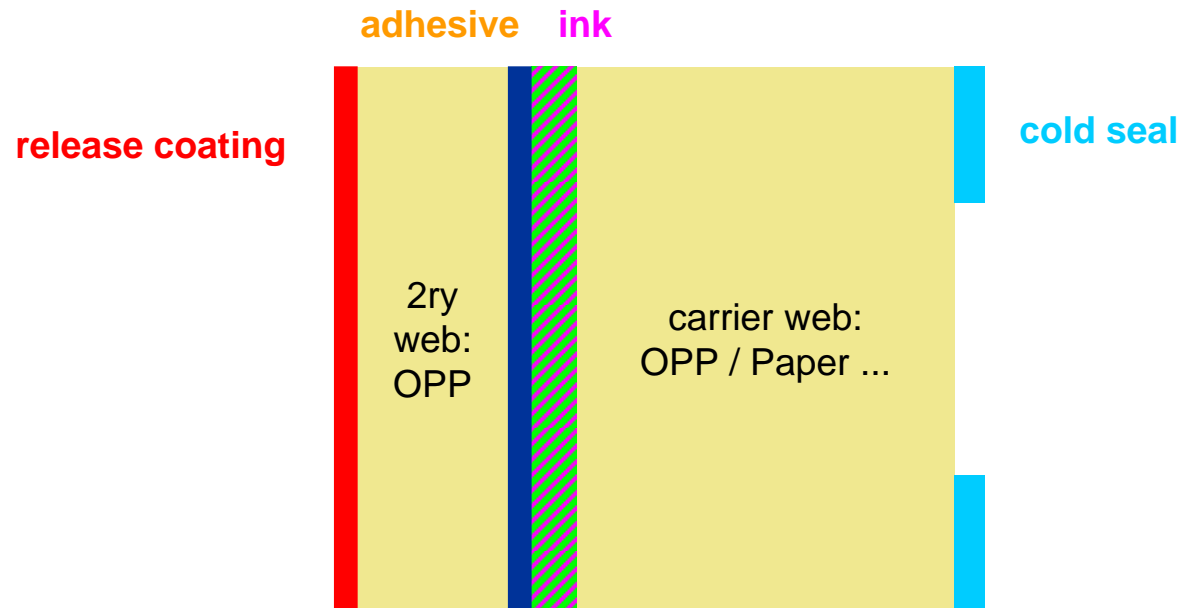 adhesive ink
release coating
cold seal
2ry
web:
OPP
carrier web:
OPP / Paper ...